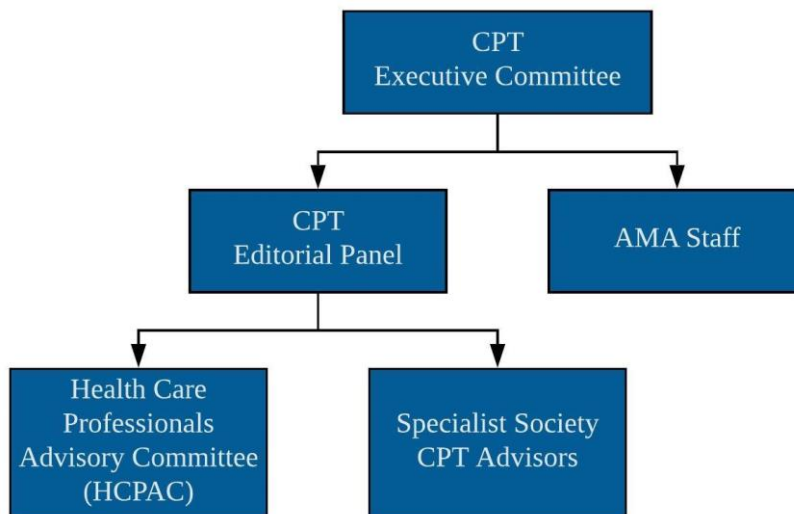 CPT
Executive Committee
CPT
Editorial Panel
AMA Staff
Health Care
Professionals
Advisory Committee
(HCPAC)
Specialist Society
CPT Advisors